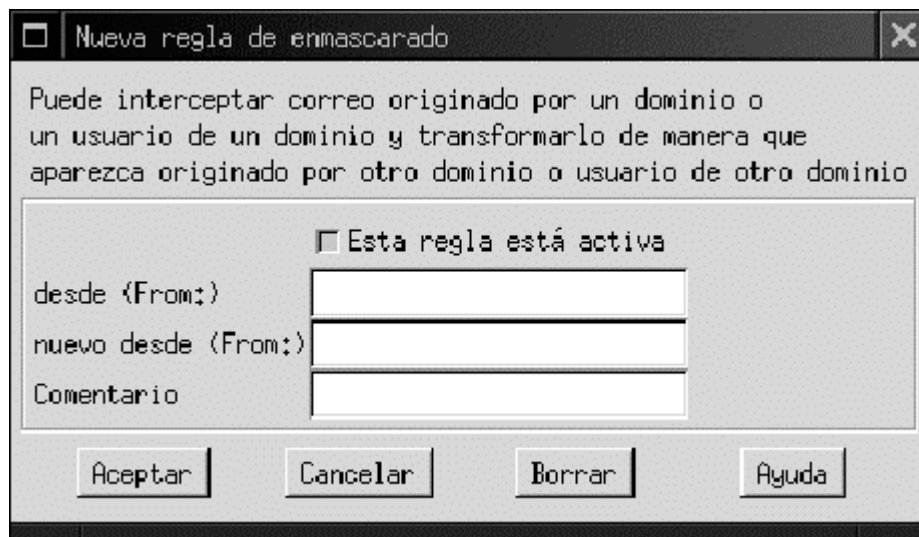 Nueva regla de enmascarado
Puede interceptar correo originado por un dominio o
un usuario de un dominio y transformarlo de manera que
aparezca originado por otro dominio o usuario de otro dominio
Esta regla está activa
desde (From:)
nuevo desde (From:)
Comentario
Aceptar Cancelar Borrar Ayuda